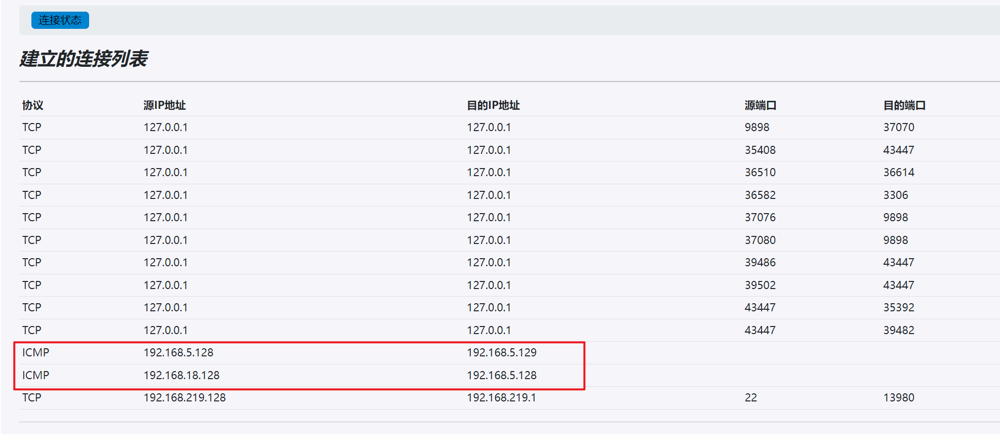 连接状态
建立的连接列表
协议 源IP地址 目的IP地址 源端口 目的端口
TCP 127.0.0.1 127.0.0.1 9898 37070
TCP 127.0.0.1 127.0.0.1 35408 43447
TCP 127.0.0.1 127.0.0.1 36510 36614
TCP 127.0.0.1 127.0.0.1 36582 3306
TCP 127.0.0.1 127.0.0.1 37076 9898
TCP 127.0.0.1 127.0.0.1 37080 9898
TCP 127.0.0.1 127.0.0.1 39486 43447
TCP 127.0.0.1 127.0.0.1 39502 43447
TCP 127.0.0.1 127.0.0.1 43447 35392
TCP 127.0.0.1 127.0.0.1 43447 39482
ICMP 192.168.5.128 192.168.5.129
ICMP 192.168.18.128 192.168.5.128
TCP 192.168.219.128 192.168.219.1 22 13980